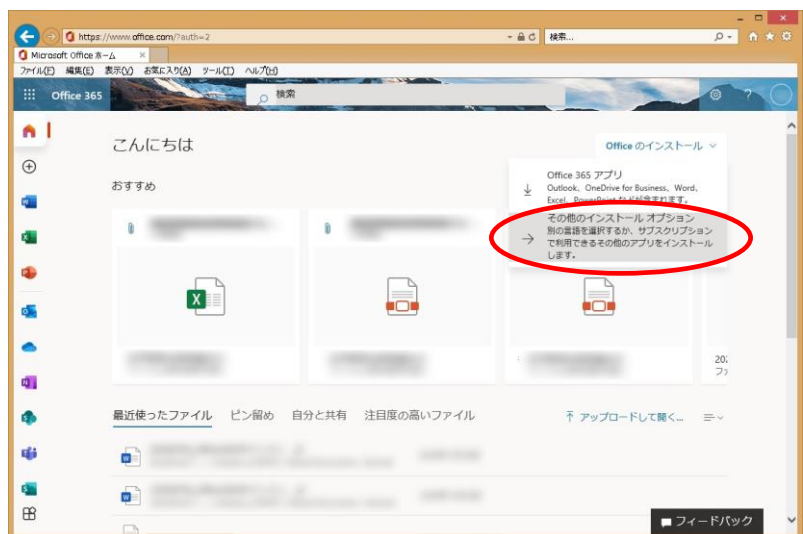 https://www.office.com/?auth=2
検索...
Microsoft Office ホーム
ファイル(F) 編集(E) 表示(V) お気に入り(A) ツール(T) ヘルプ(H)
Office 365
検索
こんにちは
Office のインストール
おすすめ
Office 365 アプリ
Outlook、OneDrive for Business、Word、
Excel、PowerPoint などが含まれます。
その他のインストール オプション
別の言語を選択するか、サブスクリプション
で利用できるその他のアプリをインストール
します。
最近使ったファイル ピン留め 自分と共有 注目度の高いファイル
アップロードして開く...
フィードバック